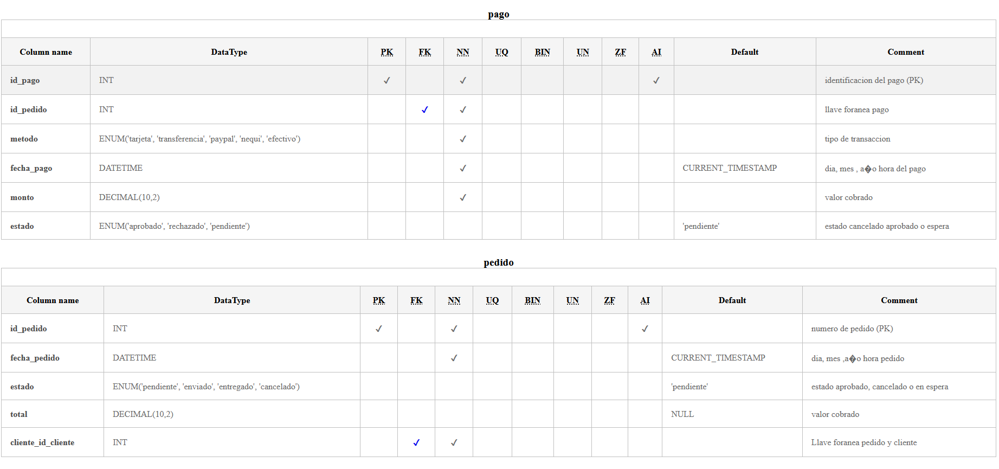 pago
Column name DataType PK FK NN UQ BIN UN ZF AI Default Comment
id_pago INT ✓ ✓ ✓ identificacion del pago (PK)
id_pedido INT ✓ ✓ llave foranea pago
metodo ENUM('tarjeta', 'transferencia', 'paypal', 'nequi', 'efectivo') ✓ tipo de transaccion
fecha_pago DATETIME ✓ CURRENT_TIMESTAMP dia, mes , a�o hora del pago
monto DECIMAL(10,2) ✓ valor cobrado
estado ENUM('aprobado', 'rechazado', 'pendiente') 'pendiente' estado cancelado aprobado o espera
pedido
Column name DataType PK FK NN UQ BIN UN ZF AI Default Comment
id_pedido INT ✓ ✓ ✓ numero de pedido (PK)
fecha_pedido DATETIME ✓ CURRENT_TIMESTAMP dia, mes ,a�o hora pedido
estado ENUM('pendiente', 'enviado', 'entregado', 'cancelado') 'pendiente' estado aprobado, cancelado o en espera
total DECIMAL(10,2) NULL valor cobrado
cliente_id_cliente INT ✓ ✓ Llave foranea pedido y cliente